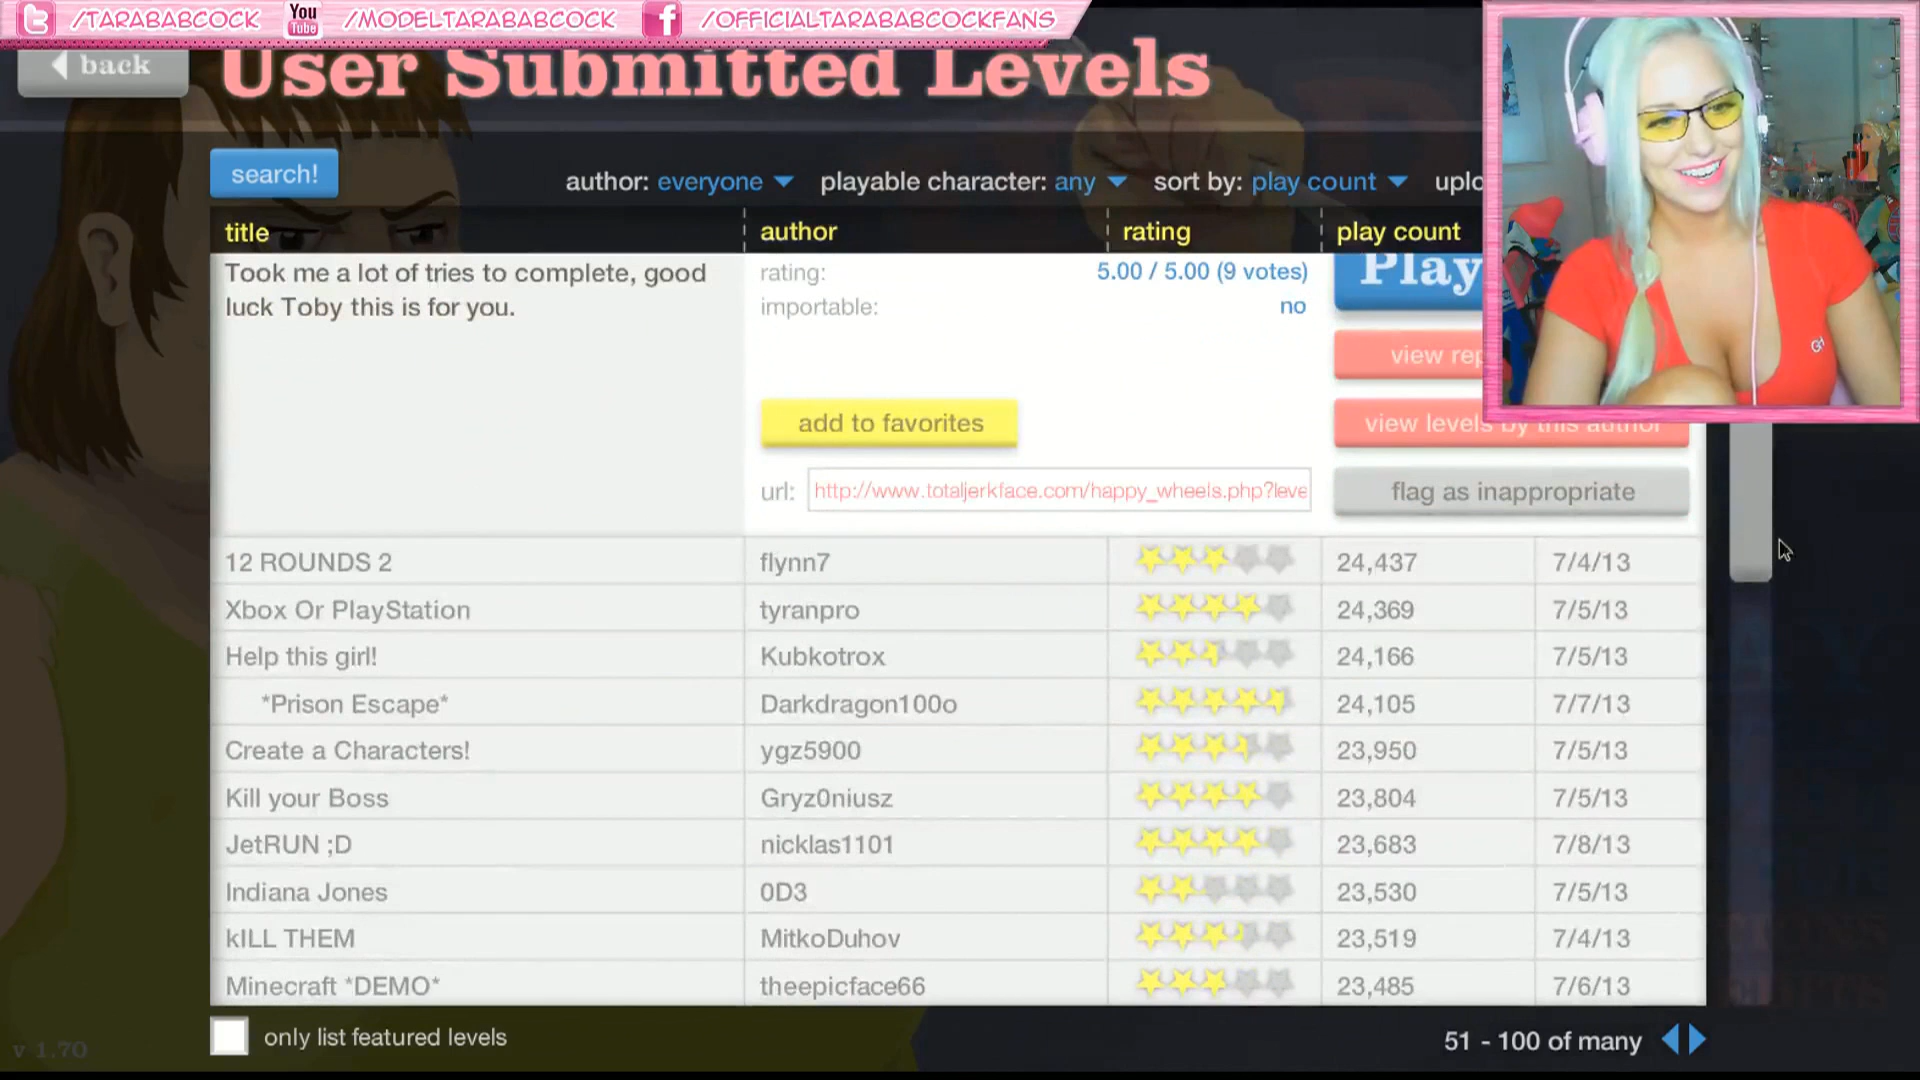 /TARABABCOCK You Tube /MODELTARABABCOCK /OFFICIALTARABABCOCKFANS
back User Submitted Levels
search! author: everyone playable character: any sort by: play count
title author rating play count
Took me a lot of tries to complete, good rating: 5.00 / 5.00 (9 votes) Play
luck Toby this is for you. importable: no
view
add to favorites view levels by this author
url: http://www.totaljerkface.com/happy_wheels.php?leve flag as inappropriate
12 ROUNDS 2 flynn7 24,437 7/4/13
Xbox Or PlayStation tyranpro 24,369 7/5/13
Help this girl! Kubkotrox 24,166 7/5/13
*Prison Escape* Darkdragon100o 24,105 7/7/13
Create a Characters! ygz5900 23,950 7/5/13
Kill your Boss Gryz0niusz 23,804 7/5/13
JetRUN ;D nicklas1101 23,683 7/8/13
Indiana Jones 0D3 23,530 7/5/13
kILL THEM MitkoDuhov 23,519 7/4/13
Minecraft *DEMO* theepicface66 23,485 7/6/13
v 1.70 only list featured levels 51 - 100 of many